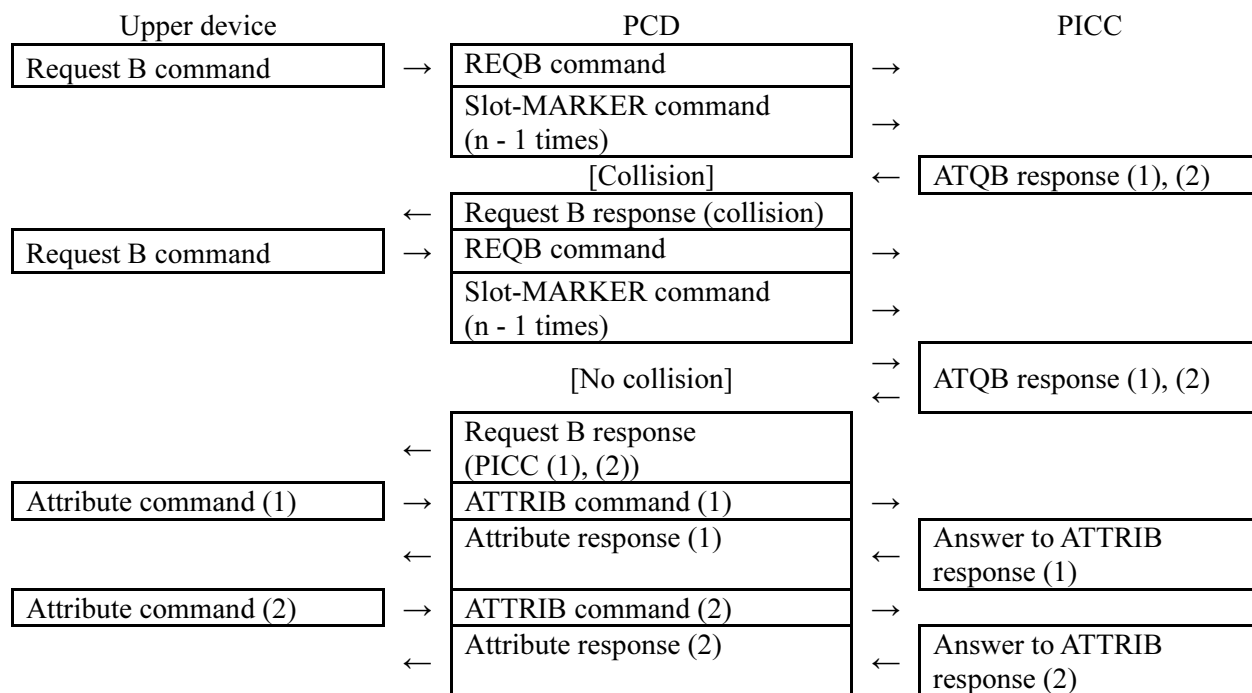 Upper device PCD PICC
Request B command → REQB command →
Slot-MARKER command
(n - 1 times) →
[Collision] ← ATQB response (1), (2)
← Request B response (collision)
Request B command → REQB command →
Slot-MARKER command
(n - 1 times) →
[No collision] → ← ATQB response (1), (2)
← Request B response
(PICC (1), (2))
Attribute command (1) → ATTRIB command (1) →
← Attribute response (1) ← Answer to ATTRIB
response (1)
Attribute command (2) → ATTRIB command (2) →
← Attribute response (2) ← Answer to ATTRIB
response (2)